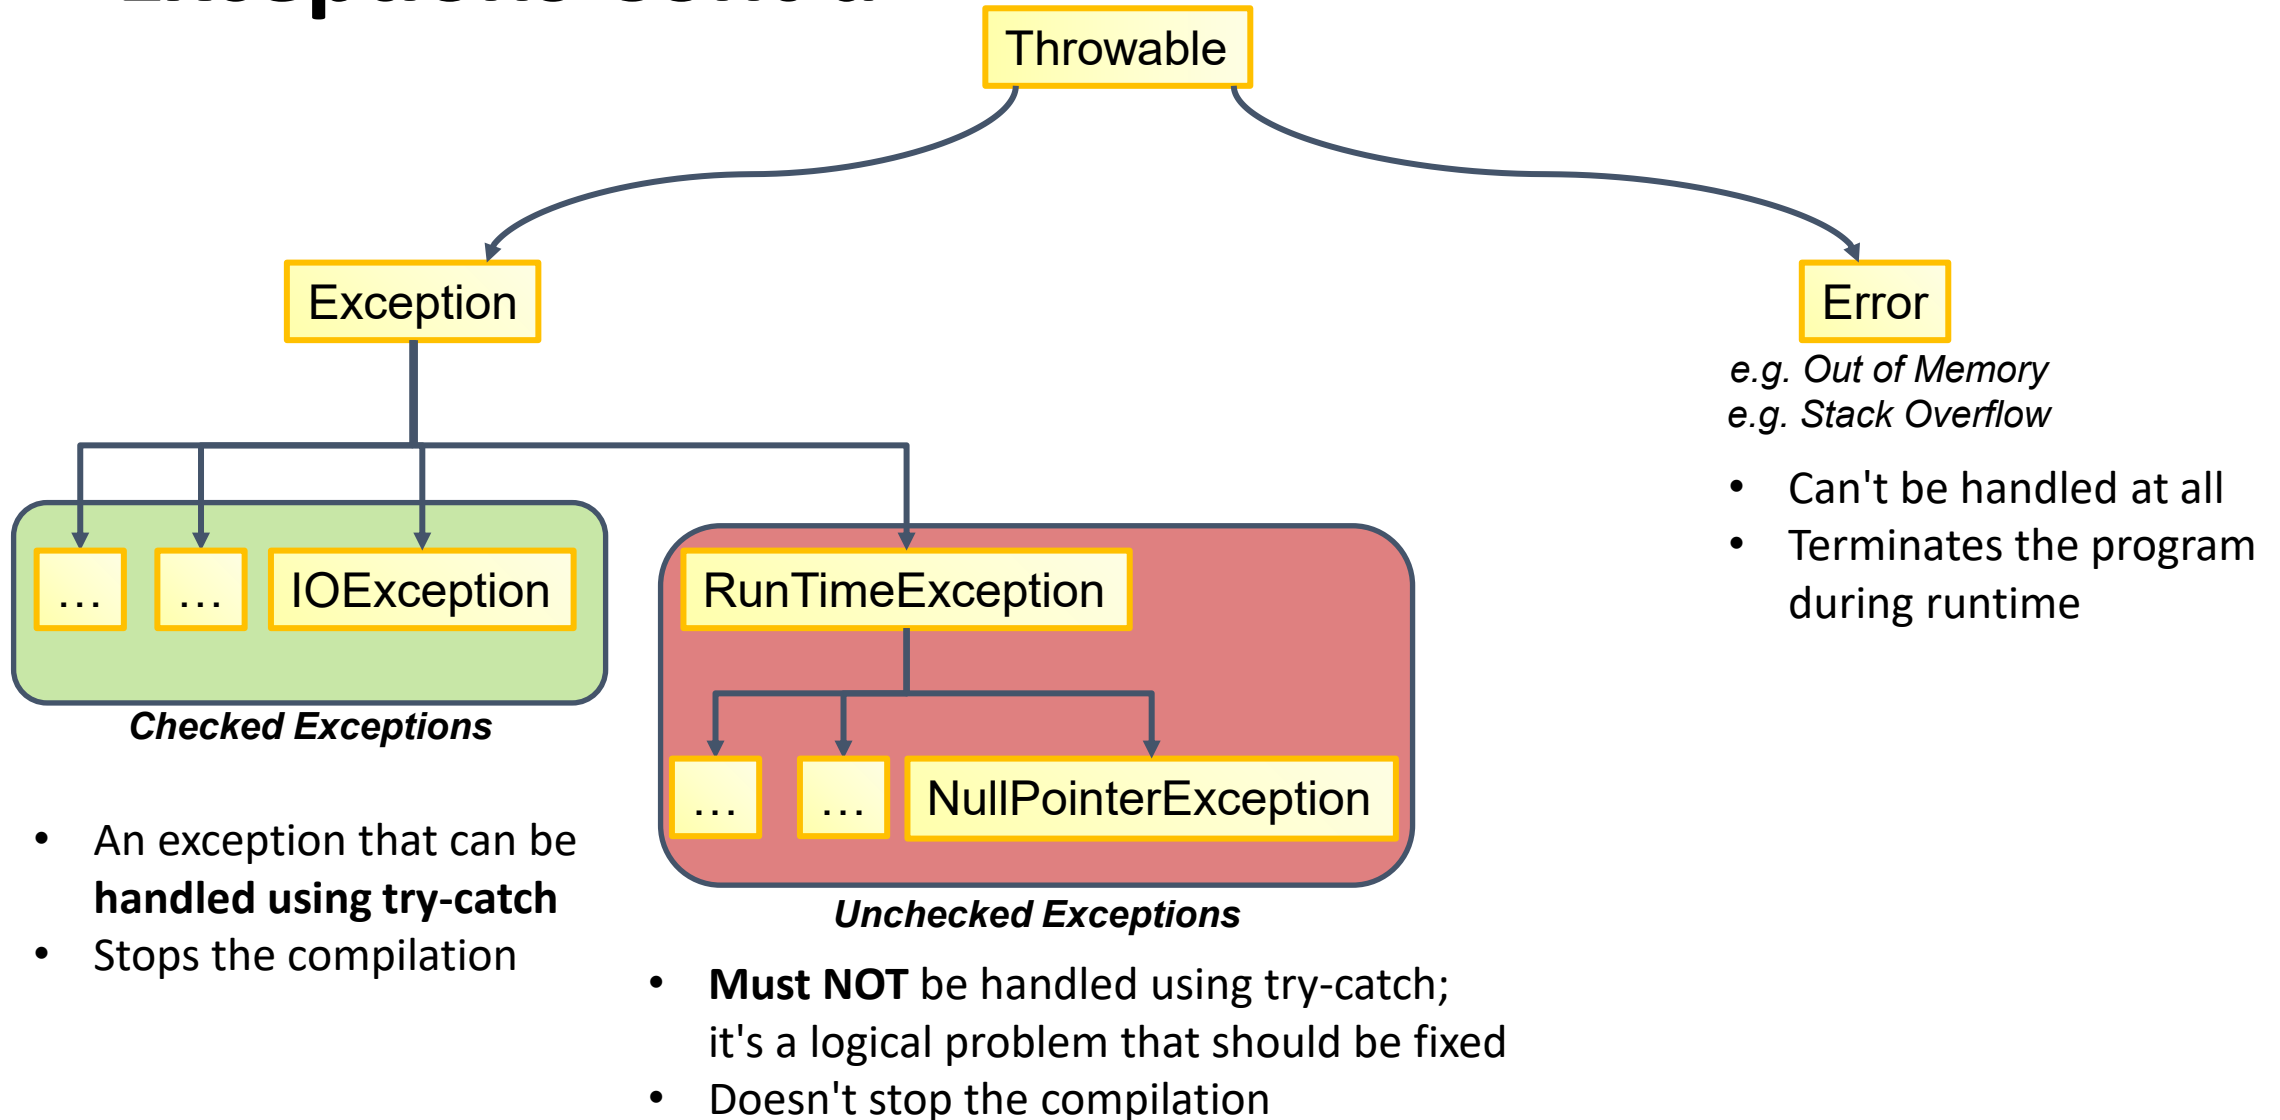 Exceptions cont'd
Throwable
Exception
Error
e.g. Out of Memory
e.g. Stack Overflow
• Can't be handled at all
• Terminates the program
during runtime
...
...
IOException
Checked Exceptions
• An exception that can be
handled using try-catch
• Stops the compilation
RunTimeException
...
...
NullPointerException
Unchecked Exceptions
• Must NOT be handled using try-catch;
it's a logical problem that should be fixed
• Doesn't stop the compilation